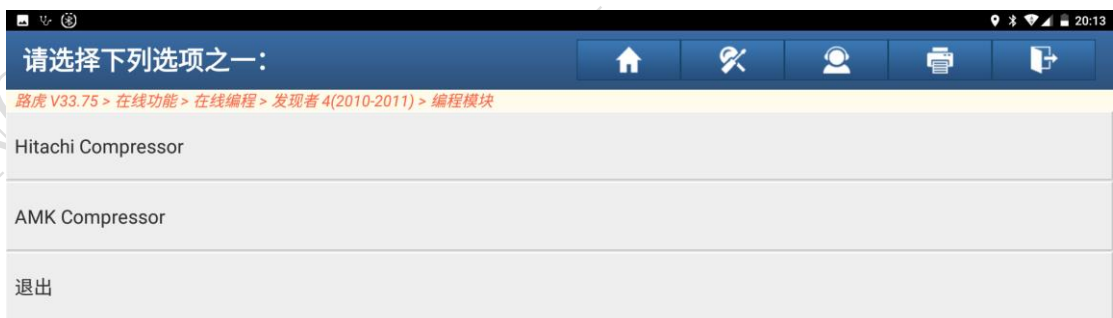 20:13
请选择下列选项之一:
路虎 V33.75 > 在线功能 > 在线编程 > 发现者 4(2010-2011) > 编程模块
Hitachi Compressor
AMK Compressor
退出